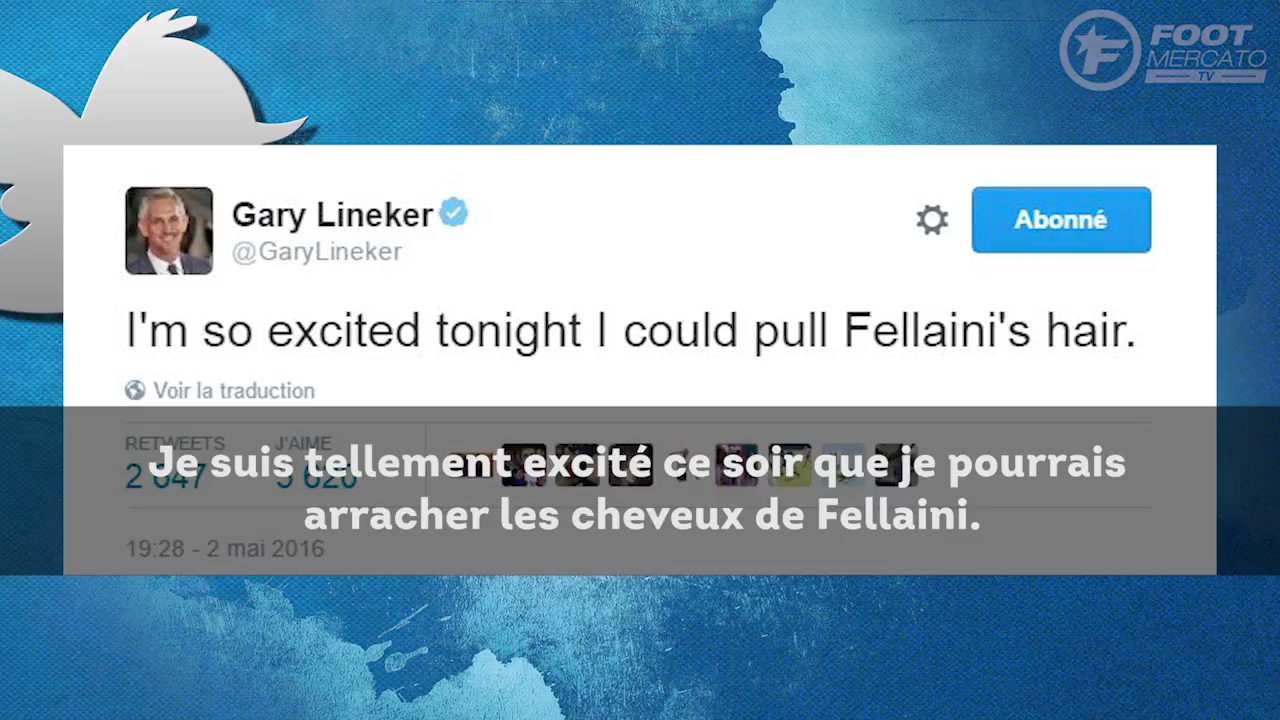 FOOT
MERCATO
TV
Gary Lineker
@GaryLineker
Abonné
I'm so excited tonight I could pull Fellaini's hair.
Voir la traduction
RETWEETS J'AIME
Je suis tellement excité ce soir que je pourrais
arracher les cheveux de Fellaini.
19:28 - 2 mai 2016